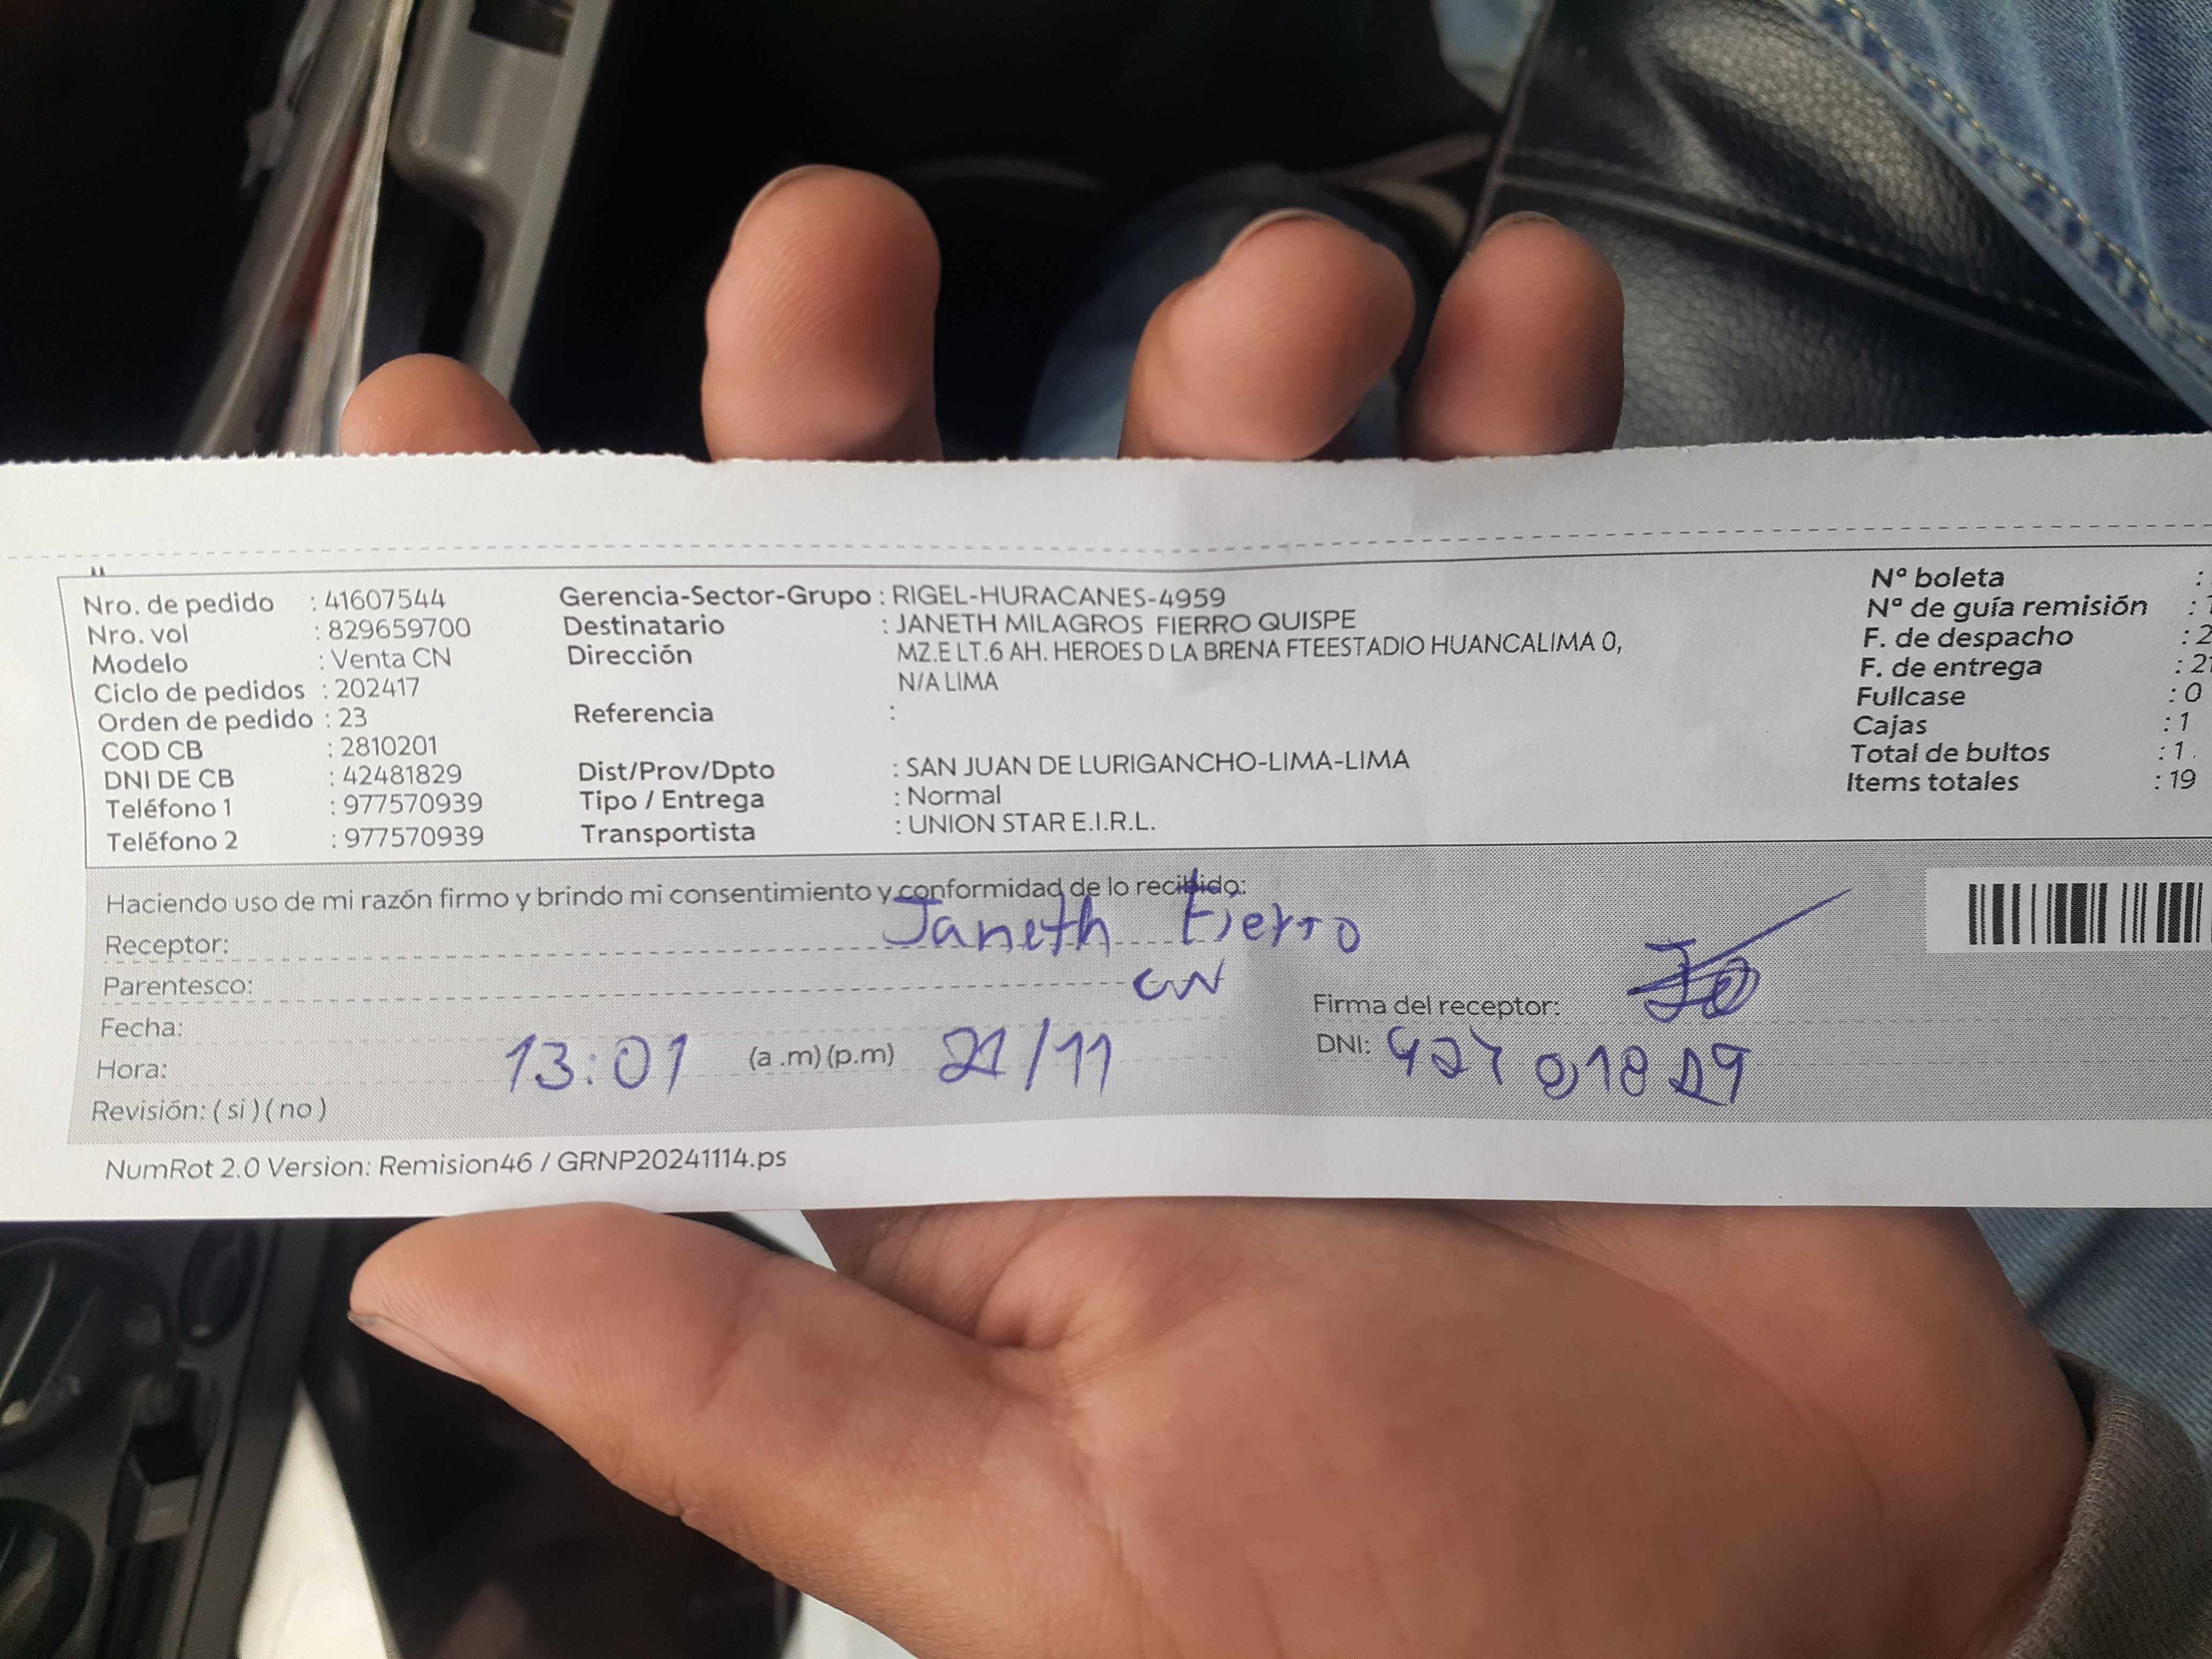 Nro. de pedido : 41607544
Nro. vol : 829659700
Modelo : Venta CN
Ciclo de pedidos : 202417
Orden de pedido : 23
COD CB : 2810201
DNI DE CB : 42481829
Teléfono 1 : 977570939
Teléfono 2 : 977570939
Gerencia-Sector-Grupo : RIGEL-HURACANES-4959
Destinatario : JANETH MILAGROS FIERRO QUISPE
Dirección MZ.E LT.6 AH. HEROES D LA BRENA FTEESTADIO HUANCALIMA 0,
N/A LIMA
Referencia :
Dist/Prov/Dpto : SAN JUAN DE LURIGANCHO-LIMA-LIMA
Tipo / Entrega : Normal
Transportista : UNION STAR E.I.R.L.
Nº boleta :
Nº de guía remisión :
F. de despacho : 2
F. de entrega : 21
Fullcase : 0
Cajas : 1
Total de bultos : 1
Items totales : 19
Haciendo uso de mi razón firmo y brindo mi consentimiento y conformidad de lo recibido:
Receptor: Janeth Fierro
Parentesco: CN
Firma del receptor:
Fecha:
Hora: 13:01 (a .m) (p.m) 21/11
DNI:
Revisión: ( si ) ( no )
NumRot 2.0 Version: Remision46 / GRNP20241114.ps